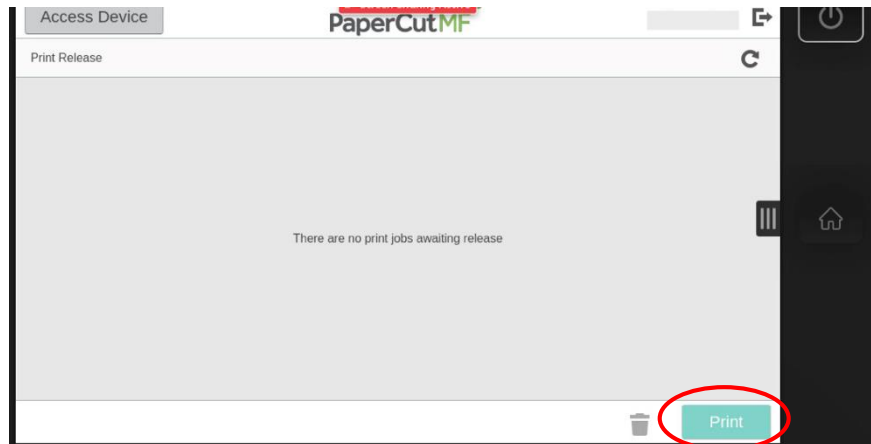 Access Device
PaperCutMF
Print Release
There are no print jobs awaiting release
Print